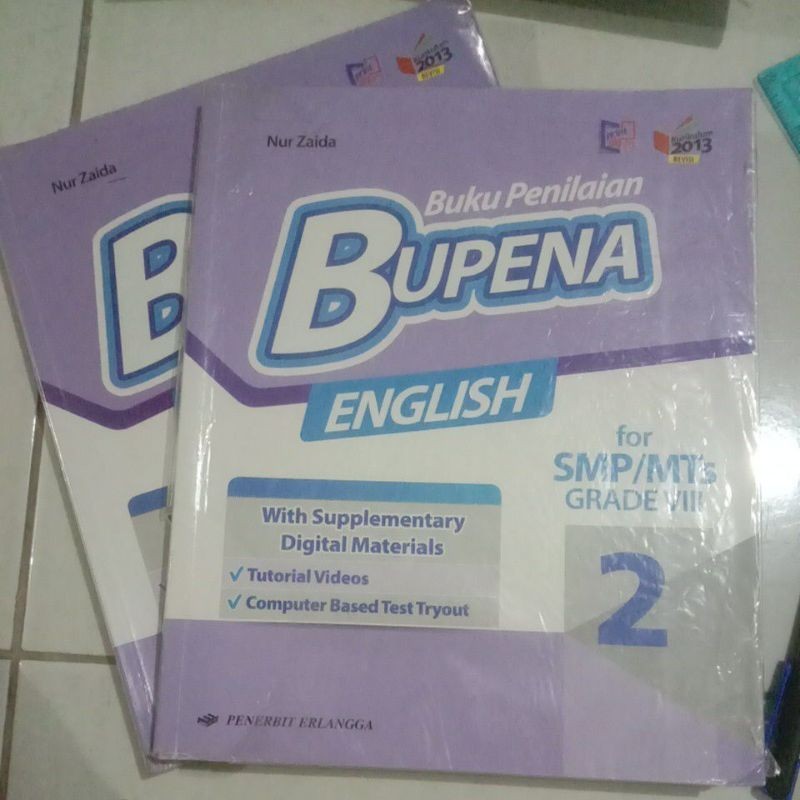 Nur Zaida
Kurikulum
2013
REVISI
Nur Zaida
Kurikulum
2013
REVISI
Buku Penilaian
BUPENA
ENGLISH
for
SMP/MTs
GRADE VIII
2
With Supplementary
Digital Materials
✓ Tutorial Videos
✓ Computer Based Test Tryout
PENERBIT ERLANGGA
B